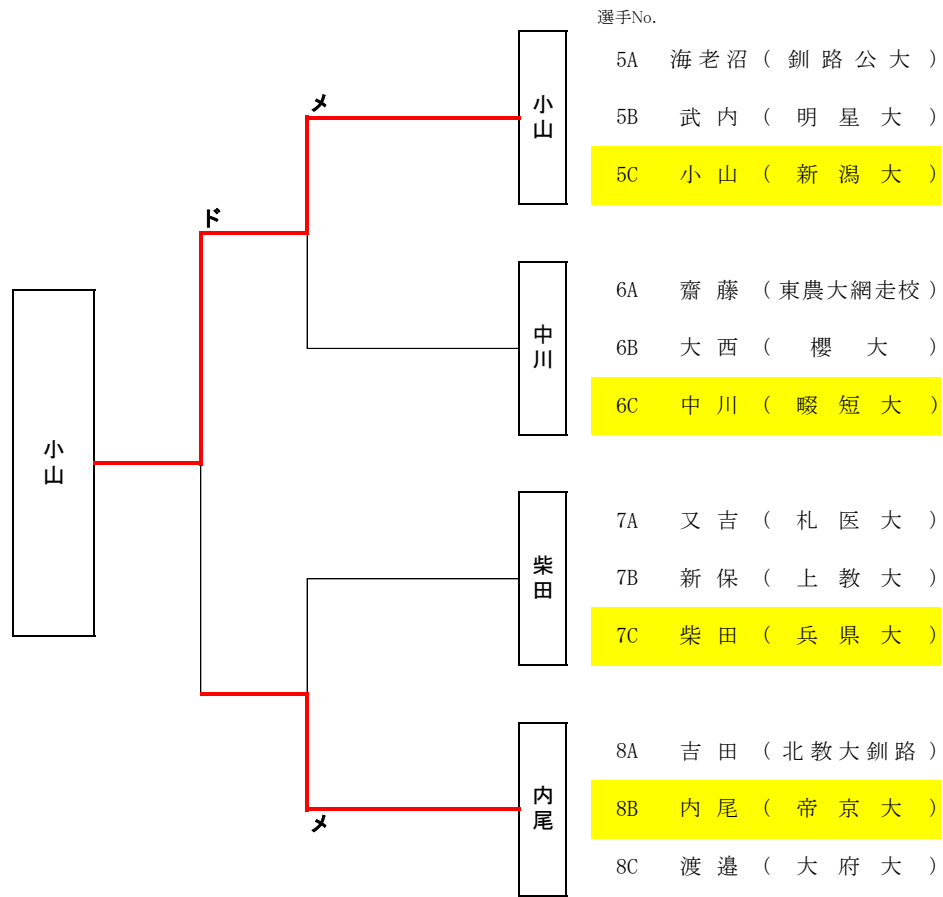 選手No.
5A 海老沼（釧路公大）
5B 武内（明星大）
5C 小山（新潟大）
6A 齋藤（東農大網走校）
6B 大西（櫻大）
6C 中川（畷短大）
7A 又吉（札医大）
7B 新保（上教大）
7C 柴田（兵県大）
8A 吉田（北教大釧路）
8B 内尾（帝京大）
8C 渡邉（大府大）
小山
中川
柴田
内尾
メ
ド
メ
小山